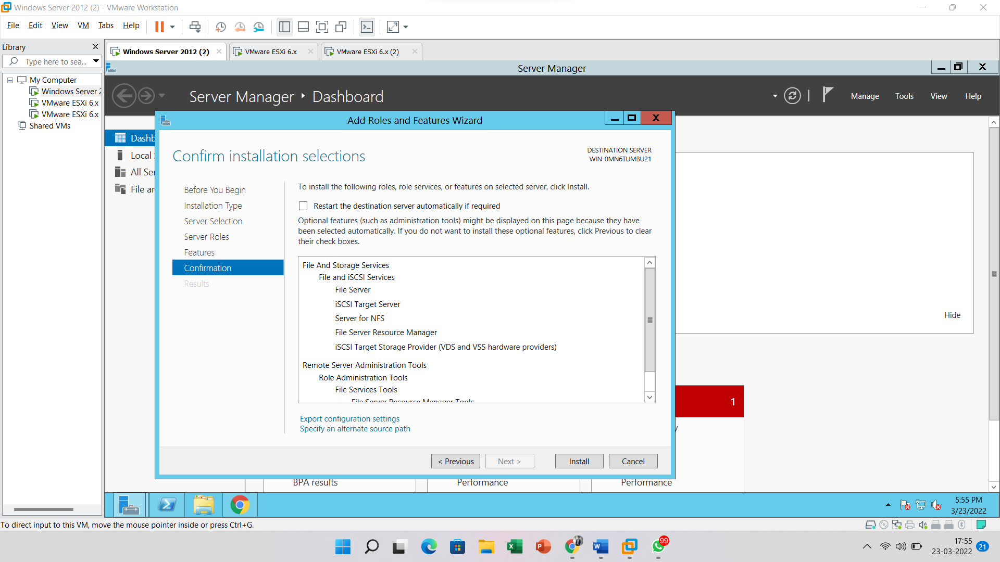 Windows Server 2012 (2) - VMware Workstation
File Edit View VM Tabs Help
Library
Type here to sea...
My Computer
Windows Server 2
VMware ESXi 6.x
VMware ESXi 6.x
Shared VMs
Windows Server 2012 (2)
VMware ESXi 6.x
VMware ESXi 6.x (2)
Server Manager
Server Manager Dashboard
Manage Tools View Help
Dashb
Local
All Ser
File an
Add Roles and Features Wizard
Confirm installation selections
DESTINATION SERVER
WIN-0MN6TUMBU21
Before You Begin
Installation Type
Server Selection
Server Roles
Features
Confirmation
Results
To install the following roles, role services, or features on selected server, click Install.
Restart the destination server automatically if required
Optional features (such as administration tools) might be displayed on this page because they have
been selected automatically. If you do not want to install these optional features, click Previous to clear
their check boxes.
File And Storage Services
File and iSCSI Services
File Server
iSCSI Target Server
Server for NFS
File Server Resource Manager
iSCSI Target Storage Provider (VDS and VSS hardware providers)
Remote Server Administration Tools
Role Administration Tools
File Services Tools
File Server Resource Manager Tools
Export configuration settings
Specify an alternate source path
< Previous Next > Install Cancel
Hide
1
BPA results
Performance
Performance
5:55 PM
3/23/2022
To direct input to this VM, move the mouse pointer inside or press Ctrl+G.
99
17:55
23-03-2022
21